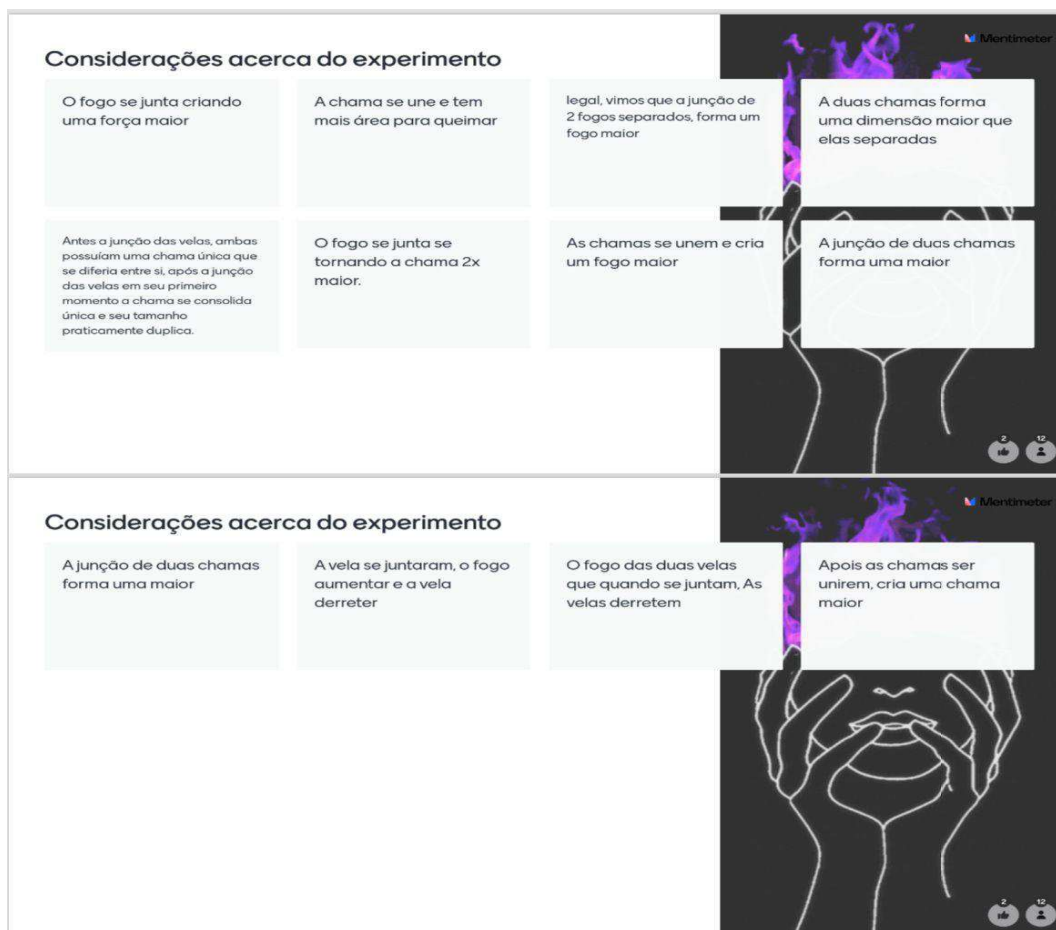 Mentimeter
Considerações acerca do experimento
O fogo se junta criando
uma força maior
A chama se une e tem
mais área para queimar
legal, vimos que a junção de
2 fogos separados, forma um
fogo maior
A duas chamas forma
uma dimensão maior que
elas separadas
Antes a junção das velas, ambas
possuíam uma chama única que
se diferia entre si, após a junção
das velas em seu primeiro
momento a chama se consolida
única e seu tamanho
praticamente duplica.
O fogo se junta se
tornando a chama 2x
maior.
As chamas se unem e cria
um fogo maior
A junção de duas chamas
forma uma maior
2
12
Mentimeter
Considerações acerca do experimento
A junção de duas chamas
forma uma maior
A vela se juntaram, o fogo
aumentar e a vela
derreter
O fogo das duas velas
que quando se juntam, As
velas derretem
Apois as chamas ser
unirem, cria uma chama
maior
2
12